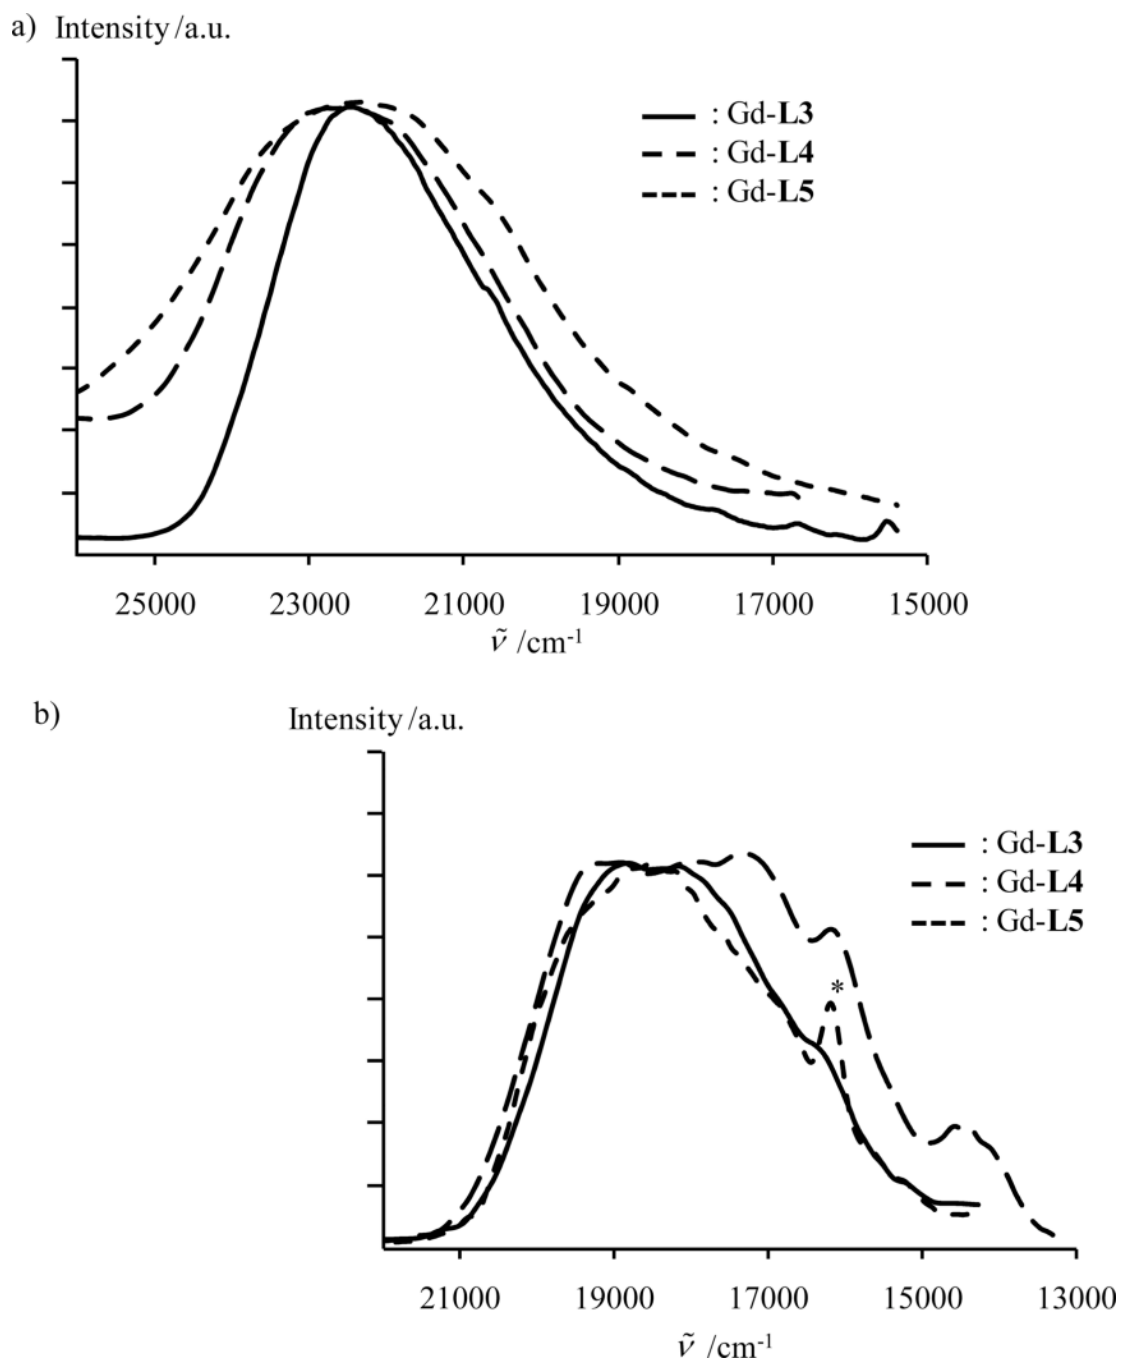 a) Intensity /a.u.
: Gd-L3
: Gd-L4
: Gd-L5
25000 23000 21000 19000 17000 15000
ν̃ /cm-1
b) Intensity /a.u.
: Gd-L3
: Gd-L4
: Gd-L5
*
21000 19000 17000 15000 13000
ν̃ /cm-1